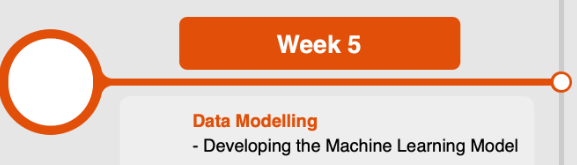 Week 5
Data Modelling
- Developing the Machine Learning Model